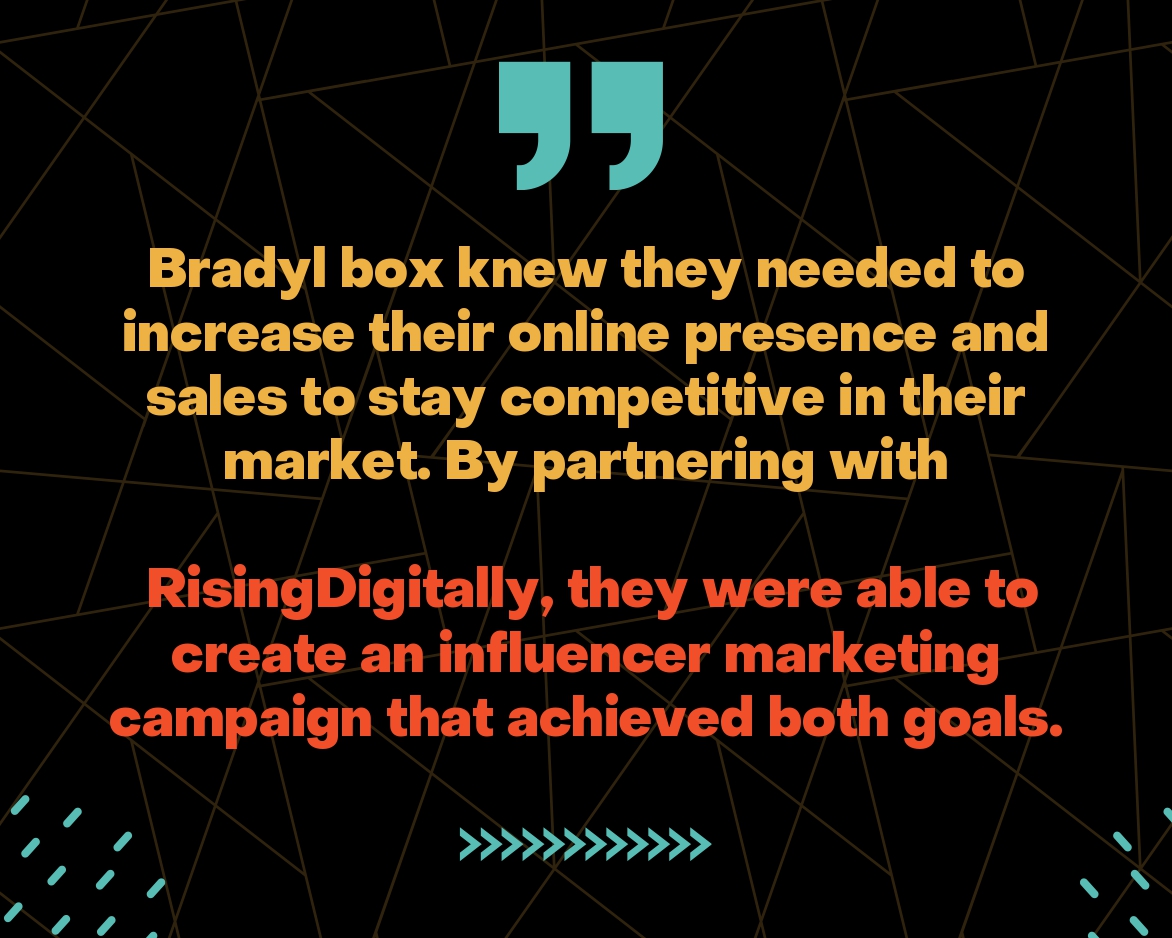 Bradyl box knew they needed to
increase their online presence and
sales to stay competitive in their
market. By partnering with
RisingDigitally, they were able to
create an influencer marketing
campaign that achieved both goals.